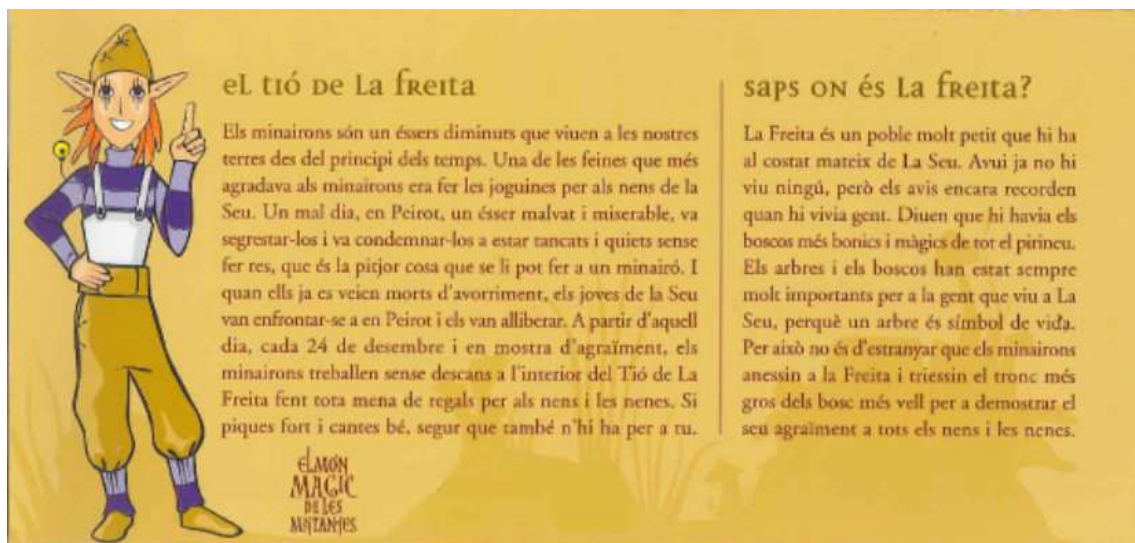 eL tIÓ De La fReIta
Els minairons són un éssers diminuts que viuen a les nostres
terres des del principi dels temps. Una de les feines que més
agradava als minairons era fer les joguines per als nens de la
Seu. Un mal dia, en Peirot, un ésser malvat i miserable, va
segrestar-los i va condemnar-los a estar tancats i quiets sense
fer res, que és la pitjor cosa que se li pot fer a un minairó. I
quan ells ja es veien morts d'avorriment, els joves de la Seu
van enfrontar-se a en Peirot i els van alliberar. A partir d'aquell
dia, cada 24 de desembre i en mostra d'agraïment, els
minairons treballen sense descans a l'interior del Tió de La
Freita fent tota mena de regals per als nens i les nenes. Si
piques fort i cantes bé, segur que també n'hi ha per a tu.
eL MÓN
MÀGIC
De LeS
MINTANYES
saps ON és La fReIta?
La Freita és un poble molt petit que hi ha
al costat mateix de La Seu. Avui ja no hi
viu ningú, però els avis encara recorden
quan hi vivia gent. Diuen que hi havia els
boscos més bonics i màgics de tot el pirineu.
Els arbres i els boscos han estat sempre
molt importants per a la gent que viu a La
Seu, perquè un arbre és símbol de vida.
Per això no és d'estranyar que els minairons
anessin a la Freita i triessin el tronc més
gros dels bosc més vell per a demostrar el
seu agraïment a tots els nens i les nenes.